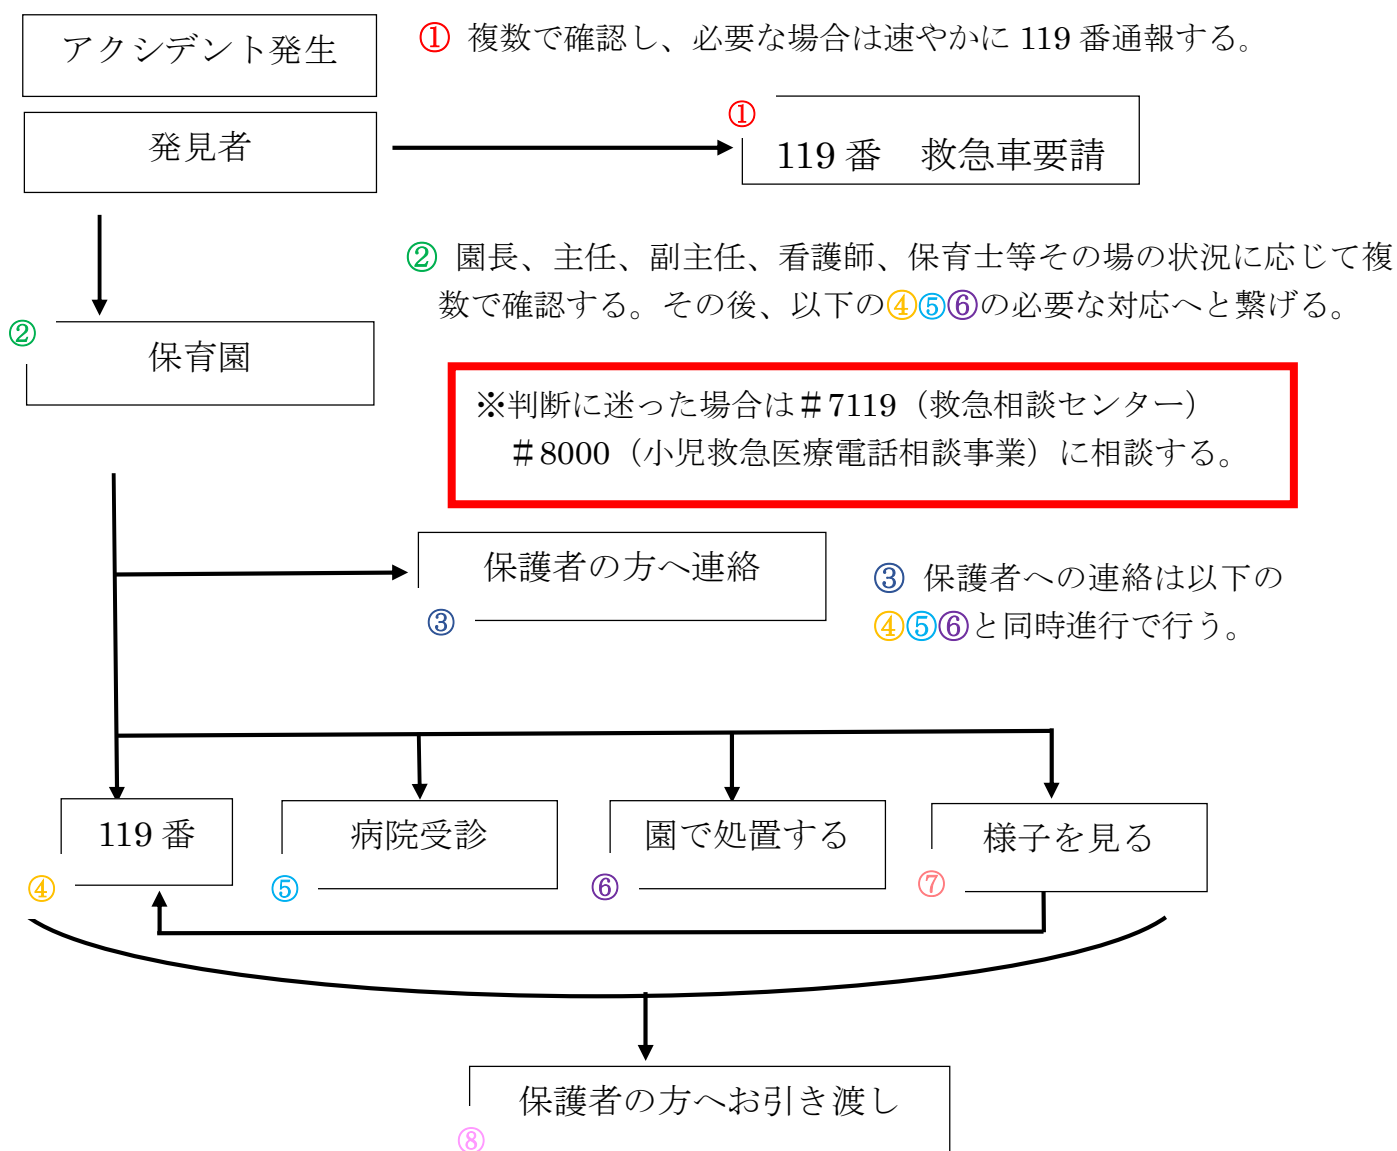 アクシデント発生
① 複数で確認し、必要な場合は速やかに 119 番通報する。
発見者
①
119 番　救急車要請
② 園長、主任、副主任、看護師、保育士等その場の状況に応じて複
数で確認する。その後、以下の④⑤⑥の必要な対応へと繋げる。
②
保育園
※判断に迷った場合は＃7119（救急相談センター）
＃8000（小児救急医療電話相談事業）に相談する。
保護者の方へ連絡
③
③ 保護者への連絡は以下の
④⑤⑥と同時進行で行う。
119 番
④
病院受診
⑤
園で処置する
⑥
様子を見る
⑦
保護者の方へお引き渡し
⑧